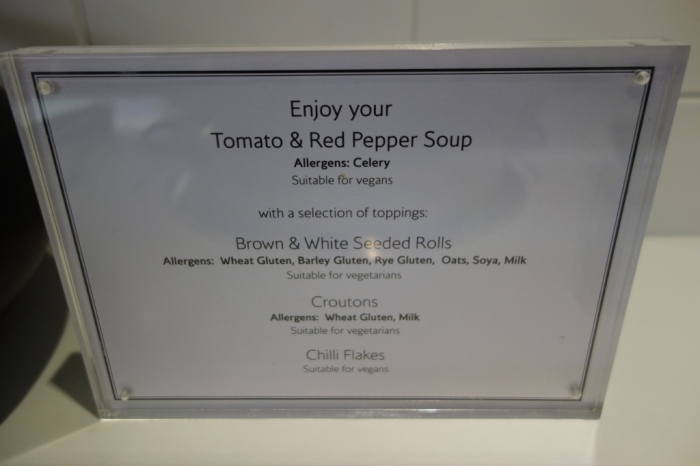 Enjoy your
Tomato & Red Pepper Soup
Allergens: Celery
Suitable for vegans
with a selection of toppings:
Brown & White Seeded Rolls
Allergens: Wheat Gluten, Barley Gluten, Rye Gluten, Oats, Soya, Milk
Suitable for vegetarians
Croutons
Allergens: Wheat Gluten, Milk
Suitable for vegetarians
Chilli Flakes
Suitable for vegans